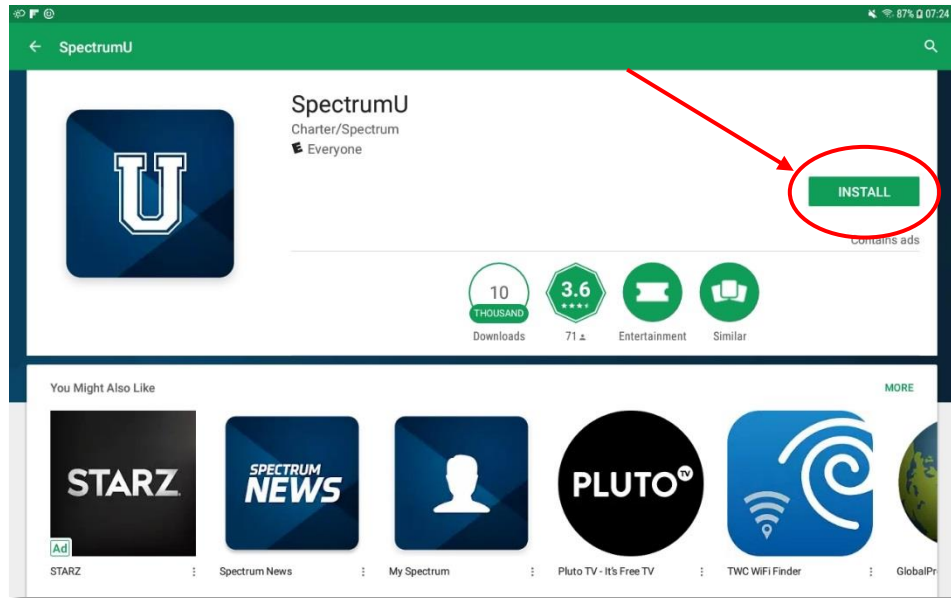 87% 07:24
SpectrumU
SpectrumU
Charter/Spectrum
E Everyone
INSTALL
Contains ads
U
10
THOUSAND
3.6
Downloads
71
Entertainment
Similar
You Might Also Like
MORE
STARZ
SPECTRUM
NEWS
PLUTO TV
Ad
STARZ
Spectrum News
My Spectrum
Pluto TV - It's Free TV
TWC WiFi Finder
GlobalPr